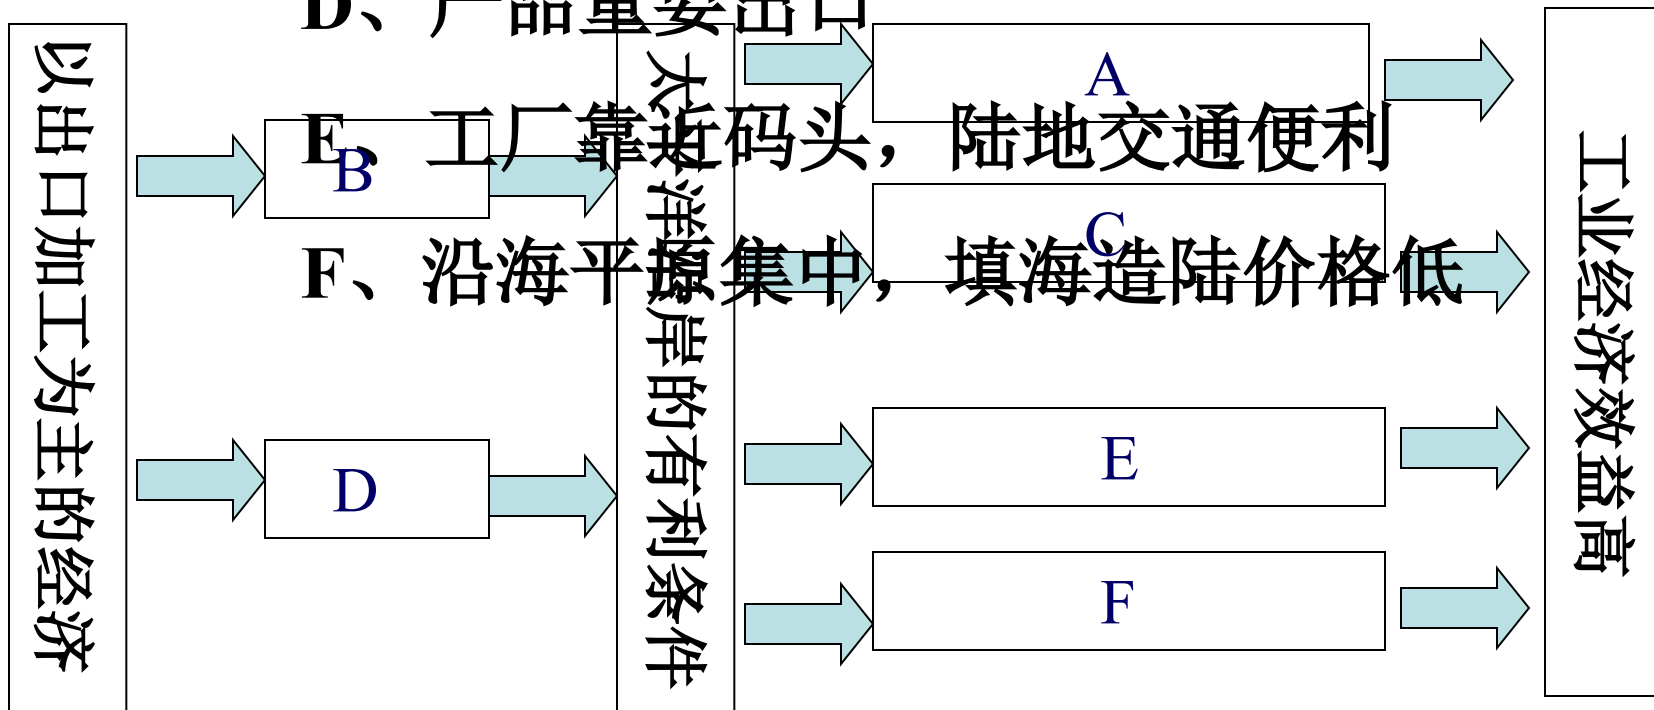 D、产品重要出口
E、工厂靠近码头，陆地交通便利
F、沿海平原集中，填海造陆价格低
以出口加工为主的经济
B
D
太平洋沿岸的有利条件
A
C
E
F
工业经济效益高